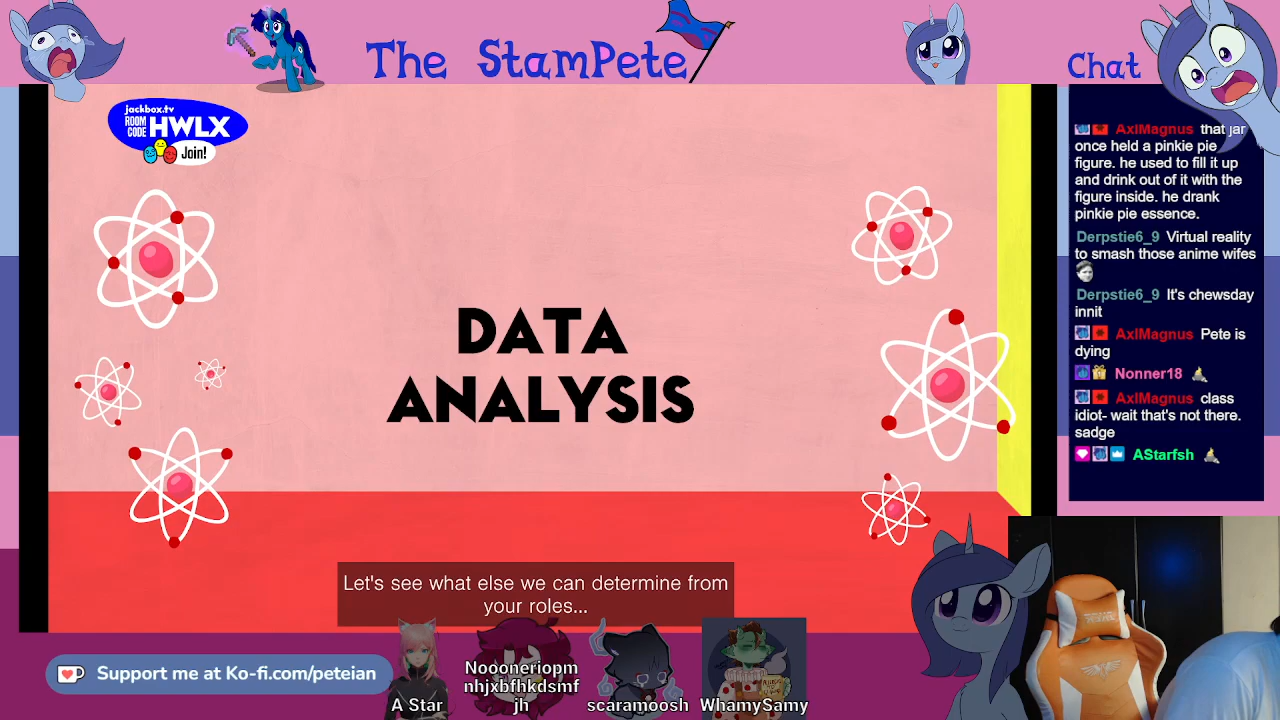 The StamPete
Chat
jackbox.tv
ROOM
CODE
HWLX
Join!
DATA
ANALYSIS
Let's see what else we can determine from
your roles...
AxlMagnus that jar
once held a pinkie pie
figure. he used to fill it up
and drink out of it with the
figure inside. he drank
pinkie pie essence.
Derpstie6_9 Virtual reality
to smash those anime wifes
Derpstie6_9 It's chewsday
innit
AxlMagnus Pete is
dying
Nonner18
AxlMagnus class
idiot- wait that's not there.
sadge
AStarfsh
Support me at Ko-fi.com/peteian
A Star
Noooneriopm
nhjxbfhkdsmf
jh
scaramoosh
WhamySamy